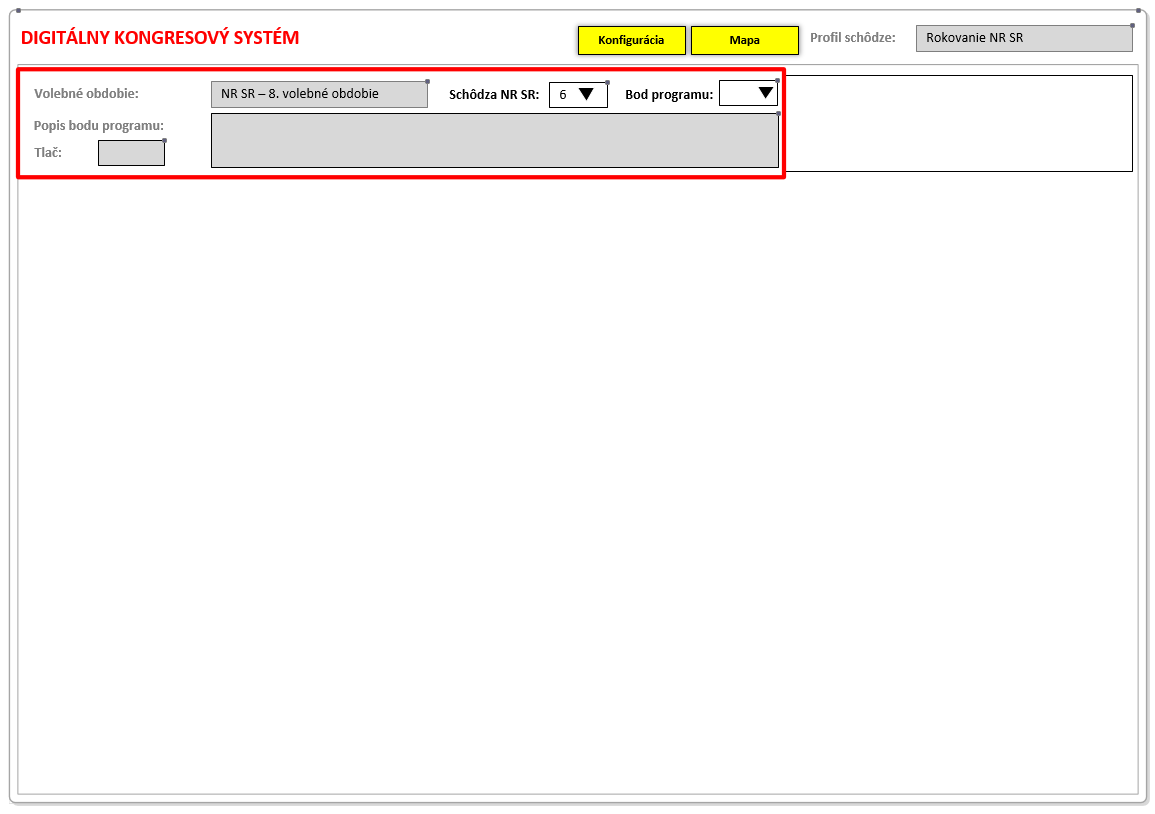 DIGITÁLNY KONGRESOVÝ SYSTÉM
Konfigurácia
Mapa
Profil schôdze:
Rokovanie NR SR
Volebné obdobie:
NR SR – 8. volebné obdobie
Schôdza NR SR:
6
Bod programu:
Popis bodu programu:
Tlač: